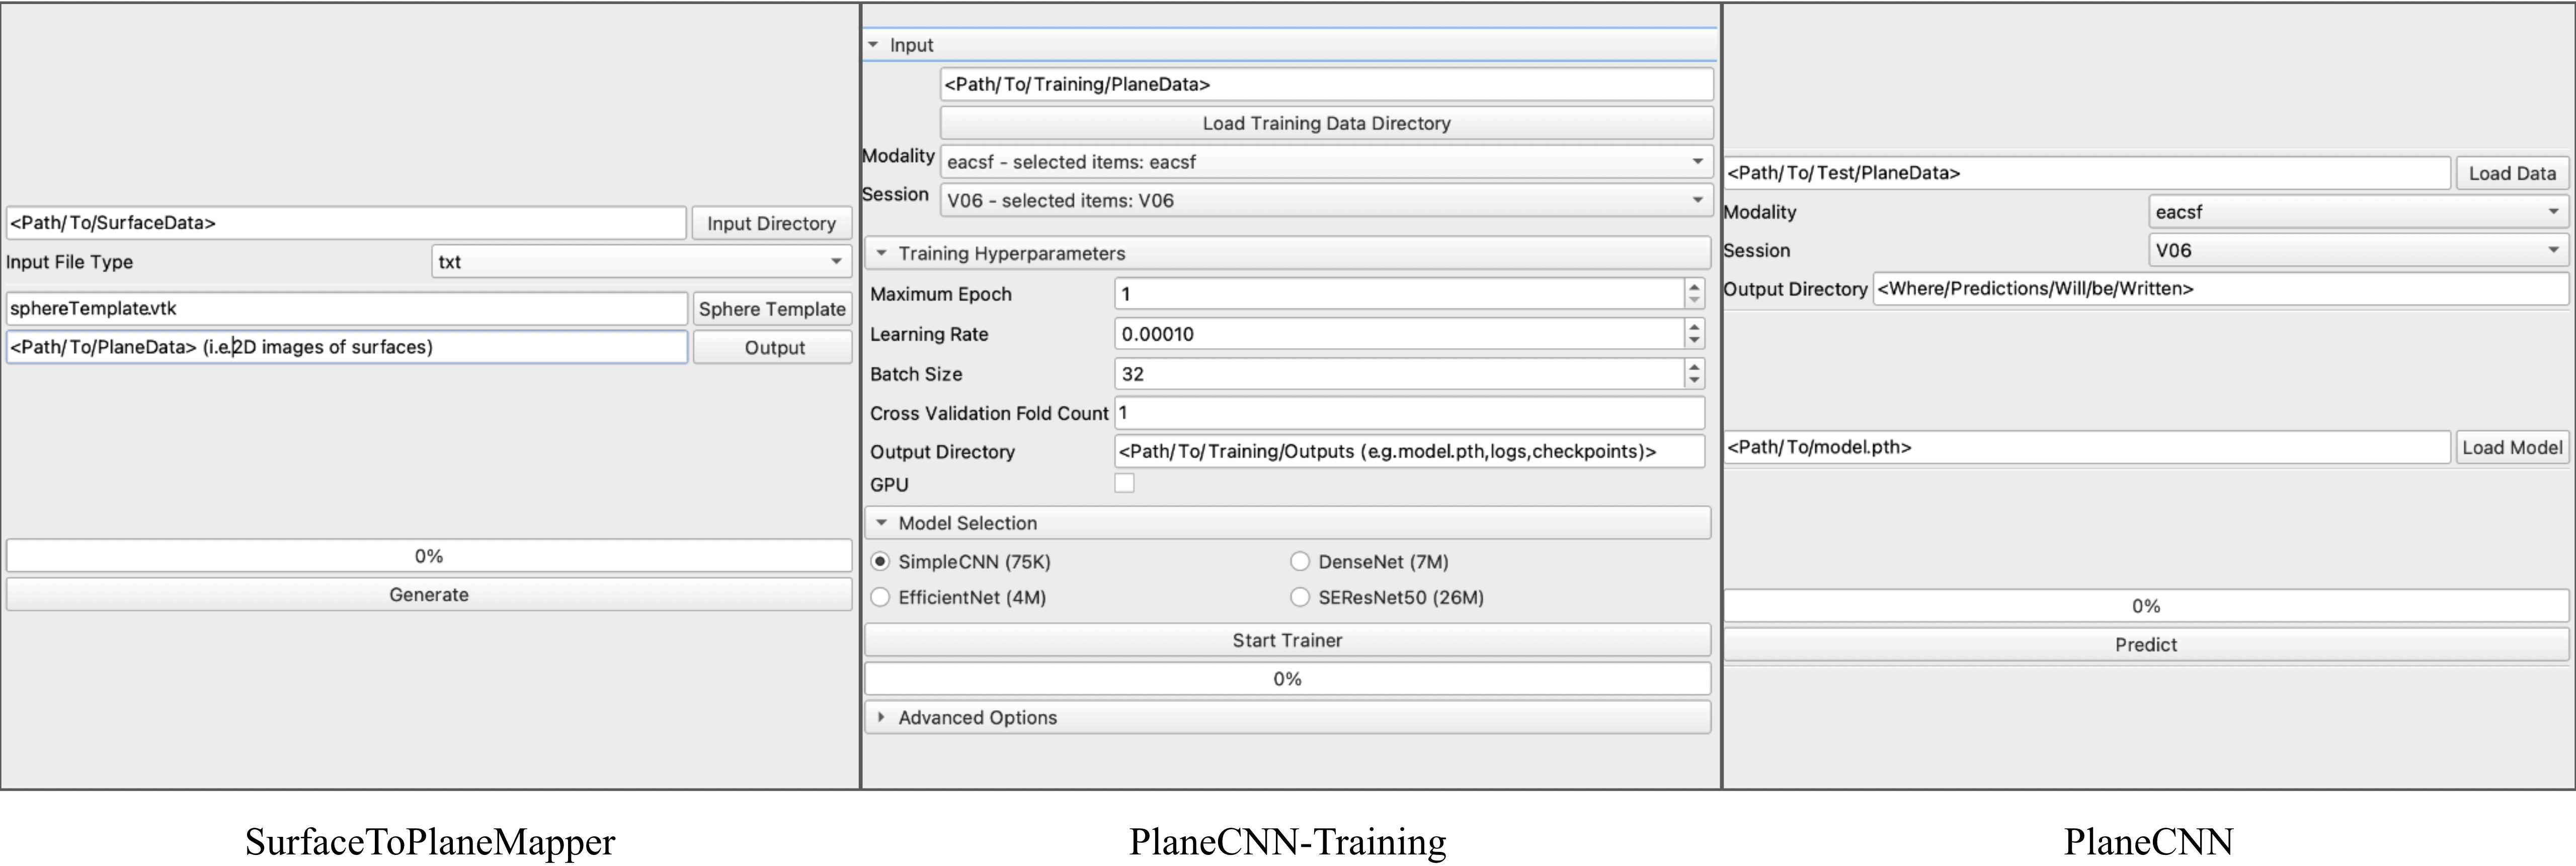 <Path/To/SurfaceData>
Input Directory
Input File Type
txt
sphereTemplate.vtk
Sphere Template
<Path/To/PlaneData> (i.e.2D images of surfaces)
Output
0%
Generate
SurfaceToPlaneMapper
Input
<Path/To/Training/PlaneData>
Load Training Data Directory
Modality
eacsf - selected items: eacsf
Session
V06 - selected items: V06
Training Hyperparameters
Maximum Epoch
1
Learning Rate
0.00010
Batch Size
32
Cross Validation Fold Count
1
Output Directory
<Path/To/Training/Outputs (e.g.model.pth,logs,checkpoints)>
GPU
Model Selection
SimpleCNN (75K)
DenseNet (7M)
EfficientNet (4M)
SEResNet50 (26M)
Start Trainer
0%
Advanced Options
PlaneCNN-Training
<Path/To/Test/PlaneData>
Load Data
Modality
eacsf
Session
V06
Output Directory
<Where/Predictions/Will/be/Written>
<Path/To/model.pth>
Load Model
0%
Predict
PlaneCNN